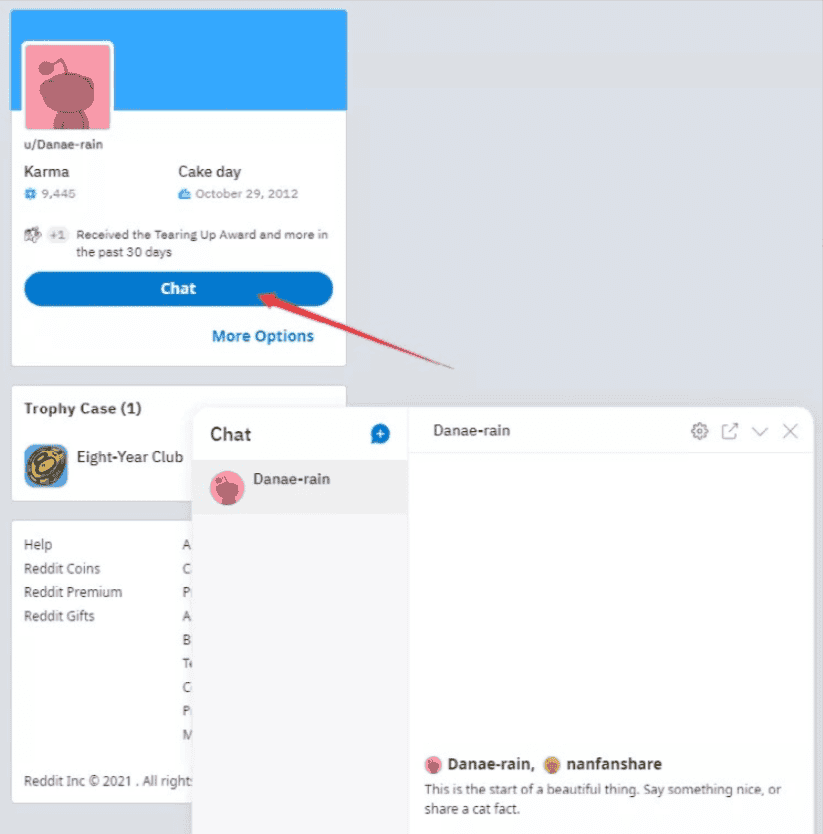 u/Danae-rain
Karma
Cake day
9,445
October 29, 2012
+1
Received the Tearing Up Award and more in
the past 30 days
Chat
More Options
Trophy Case (1)
Eight-Year Club
Help
Reddit Coins
Reddit Premium
Reddit Gifts
A
C
P
A
B
Te
C
P
M
Reddit Inc © 2021 . All rights
Chat
Danae-rain
Danae-rain
Danae-rain, nanfanshare
This is the start of a beautiful thing. Say something nice, or
share a cat fact.